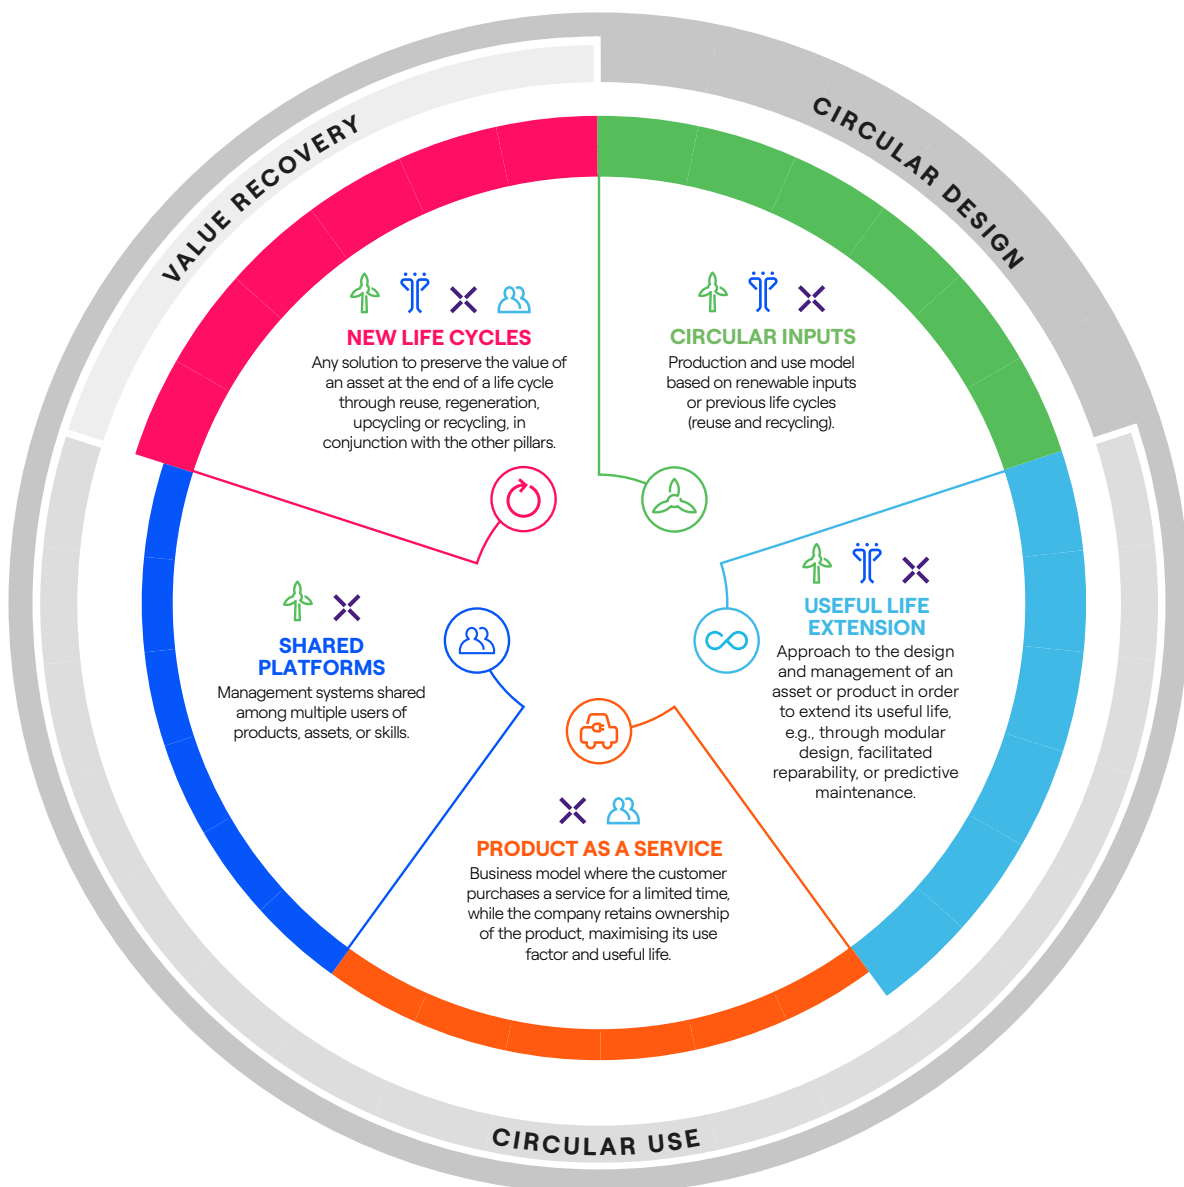 VALUE RECOVERY
CIRCULAR DESIGN
NEW LIFE CYCLES
Any solution to preserve the value of
an asset at the end of a life cycle
through reuse, regeneration,
upcycling or recycling, in
conjunction with the other pillars.
CIRCULAR INPUTS
Production and use model
based on renewable inputs
or previous life cycles
(reuse and recycling).
SHARED
PLATFORMS
Management systems shared
among multiple users of
products, assets, or skills.
USEFUL LIFE
EXTENSION
Approach to the design
and management of an
asset or product in order
to extend its useful life,
e.g., through modular
design, facilitated
reparability, or predictive
maintenance.
PRODUCT AS A SERVICE
Business model where the customer
purchases a service for a limited time,
while the company retains ownership
of the product, maximising its use
factor and useful life.
CIRCULAR USE